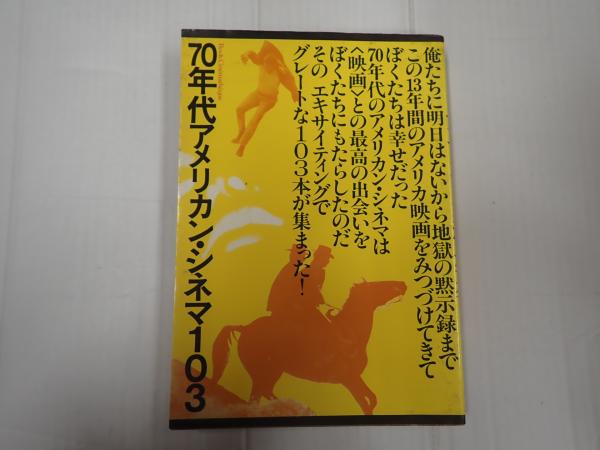 俺たちに明日はないから地獄の黙示録まで
この13年間のアメリカ映画をみつづけてきて
ぼくたちは幸せだった
70年代のアメリカン・シネマは
〈映画〉との最高の出会いを
ぼくたちにもたらしたのだ
その エキサイティングで
グレートな103本が集まった!
70年代アメリカン・シネマ103